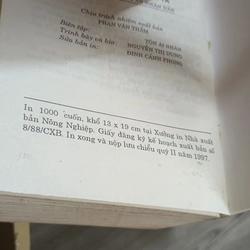 Chịu trách nhiệm xuất bản
PHAN VĂN THẮM
Biên tập:
TÔN ÁI NHÂN
Trình bày và bìa:
NGUYỄN THỊ DUNG
Sửa bản in:
ĐINH CÁNH PHONG
In 1000 cuốn, khổ 13 x 19 cm tại Xưởng in Nhà xuất
bản Nông Nghiệp. Giấy đăng ký kế hoạch xuất bản số
8/88/CXB. In xong và nộp lưu chiểu quý II năm 1997.